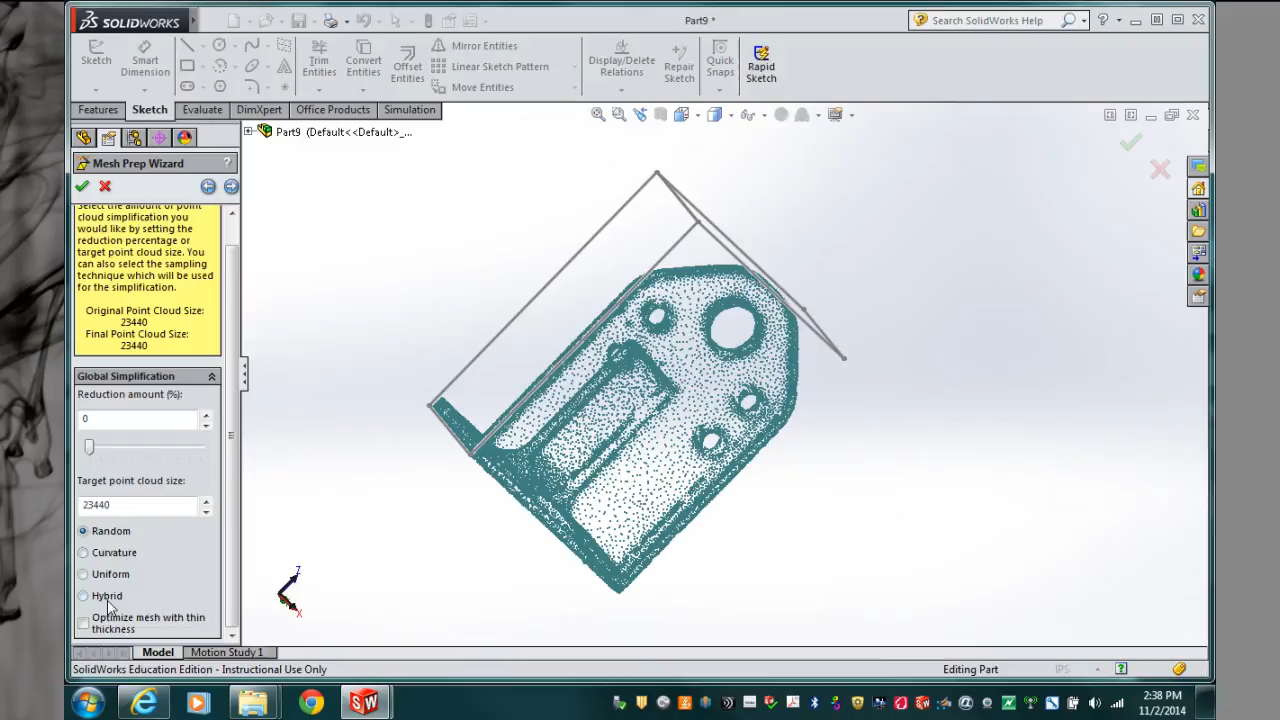 SOLIDWORKS
Part9 *
Search SolidWorks Help
Sketch
Smart
Dimension
Trim
Entities
Convert
Entities
Offset
Entities
Mirror Entities
Linear Sketch Pattern
Move Entities
Display/Delete
Relations
Repair
Sketch
Quick
Snaps
Rapid
Sketch
Features
Sketch
Evaluate
DimXpert
Office Products
Simulation
Part9 (Default<<Default>_...
Mesh Prep Wizard
?
Select the amount of point
cloud simplification you
would like by setting the
reduction percentage or
target point cloud size. You
can also select the sampling
technique which will be used
for the simplification.
Original Point Cloud Size:
23440
Final Point Cloud Size:
23440
Global Simplification
Reduction amount (%):
0
Target point cloud size:
23440
Random
Curvature
Uniform
Hybrid
Optimize mesh with thin
thickness
Z
X
Model
Motion Study 1
SolidWorks Education Edition - Instructional Use Only
Editing Part
IPS
2:38 PM
11/2/2014